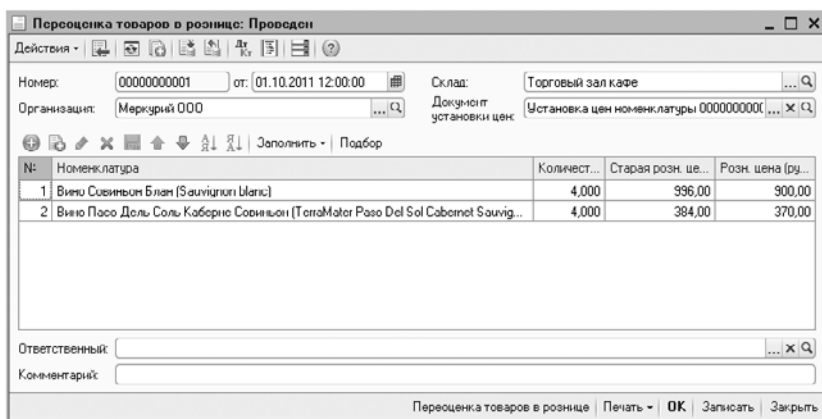 Переоценка товаров в рознице: Проведен
Действия
Номер: 00000000001 от: 01.10.2011 12:00:00 Склад: Торговый зал кафе ...
Организация: Меркурий ООО ... Документ установки цен: Установка цен номенклатуры 0000000000( ...
Заполнить Подбор
N: Номенклатура Количест... Старая розн. це... Розн. цена (ру...
1 Вино Совиньон Блан (Sauvignon blanc) 4,000 996,00 900,00
2 Вино Пасо Дель Соль Каберне Совиньон (TerraMater Paso Del Sol Cabernet Sauvig... 4,000 384,00 370,00
Ответственный: ...
Комментарий:
Переоценка товаров в рознице Печать OK Записать Закрыть